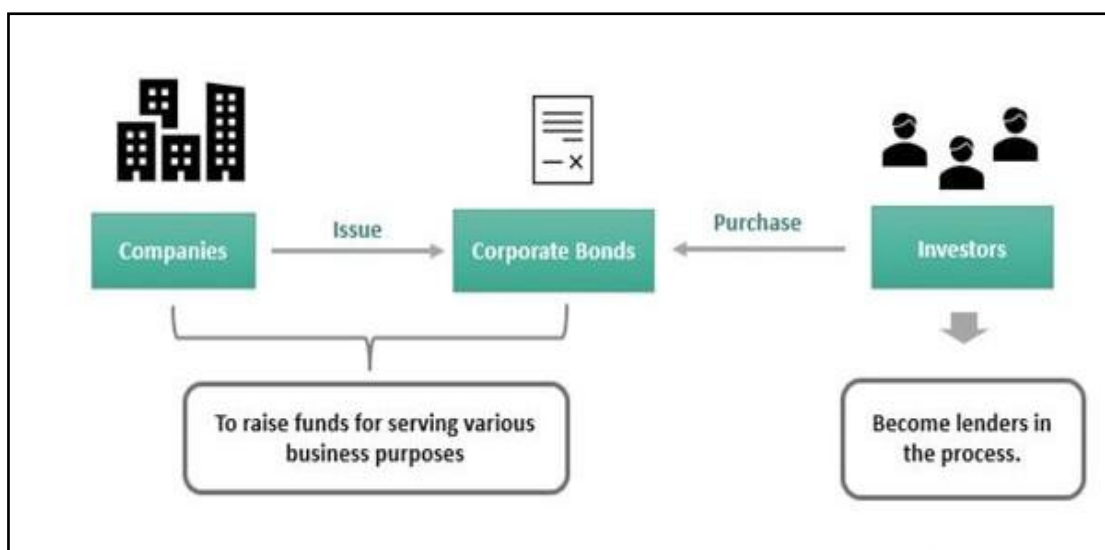 Companies
Issue
Corporate Bonds
Purchase
Investors
To raise funds for serving various
business purposes
Become lenders in
the process.